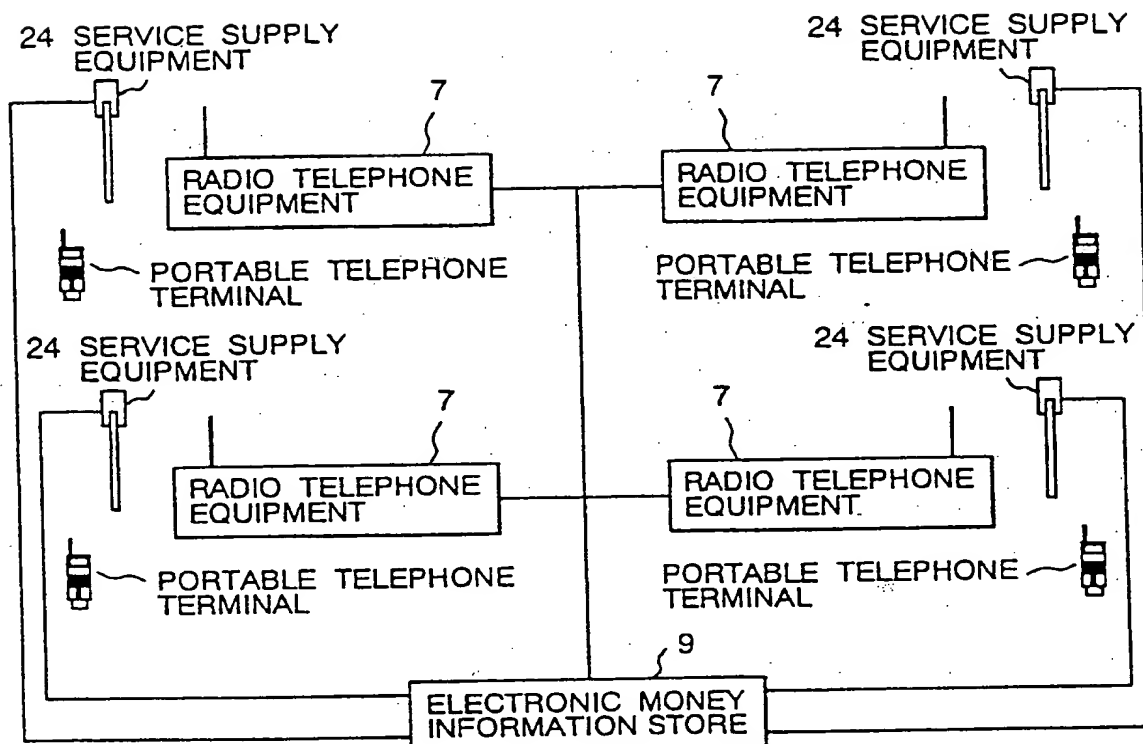 24 SERVICE SUPPLY
EQUIPMENT
24 SERVICE SUPPLY
EQUIPMENT
7
7
RADIO TELEPHONE
EQUIPMENT
RADIO TELEPHONE
EQUIPMENT
PORTABLE TELEPHONE
TERMINAL
PORTABLE TELEPHONE
TERMINAL
24 SERVICE SUPPLY
EQUIPMENT
24 SERVICE SUPPLY
EQUIPMENT
7
7
RADIO TELEPHONE
EQUIPMENT
RADIO TELEPHONE
EQUIPMENT.
PORTABLE TELEPHONE
TERMINAL
PORTABLE TELEPHONE
TERMINAL
9
ELECTRONIC MONEY
INFORMATION STORE